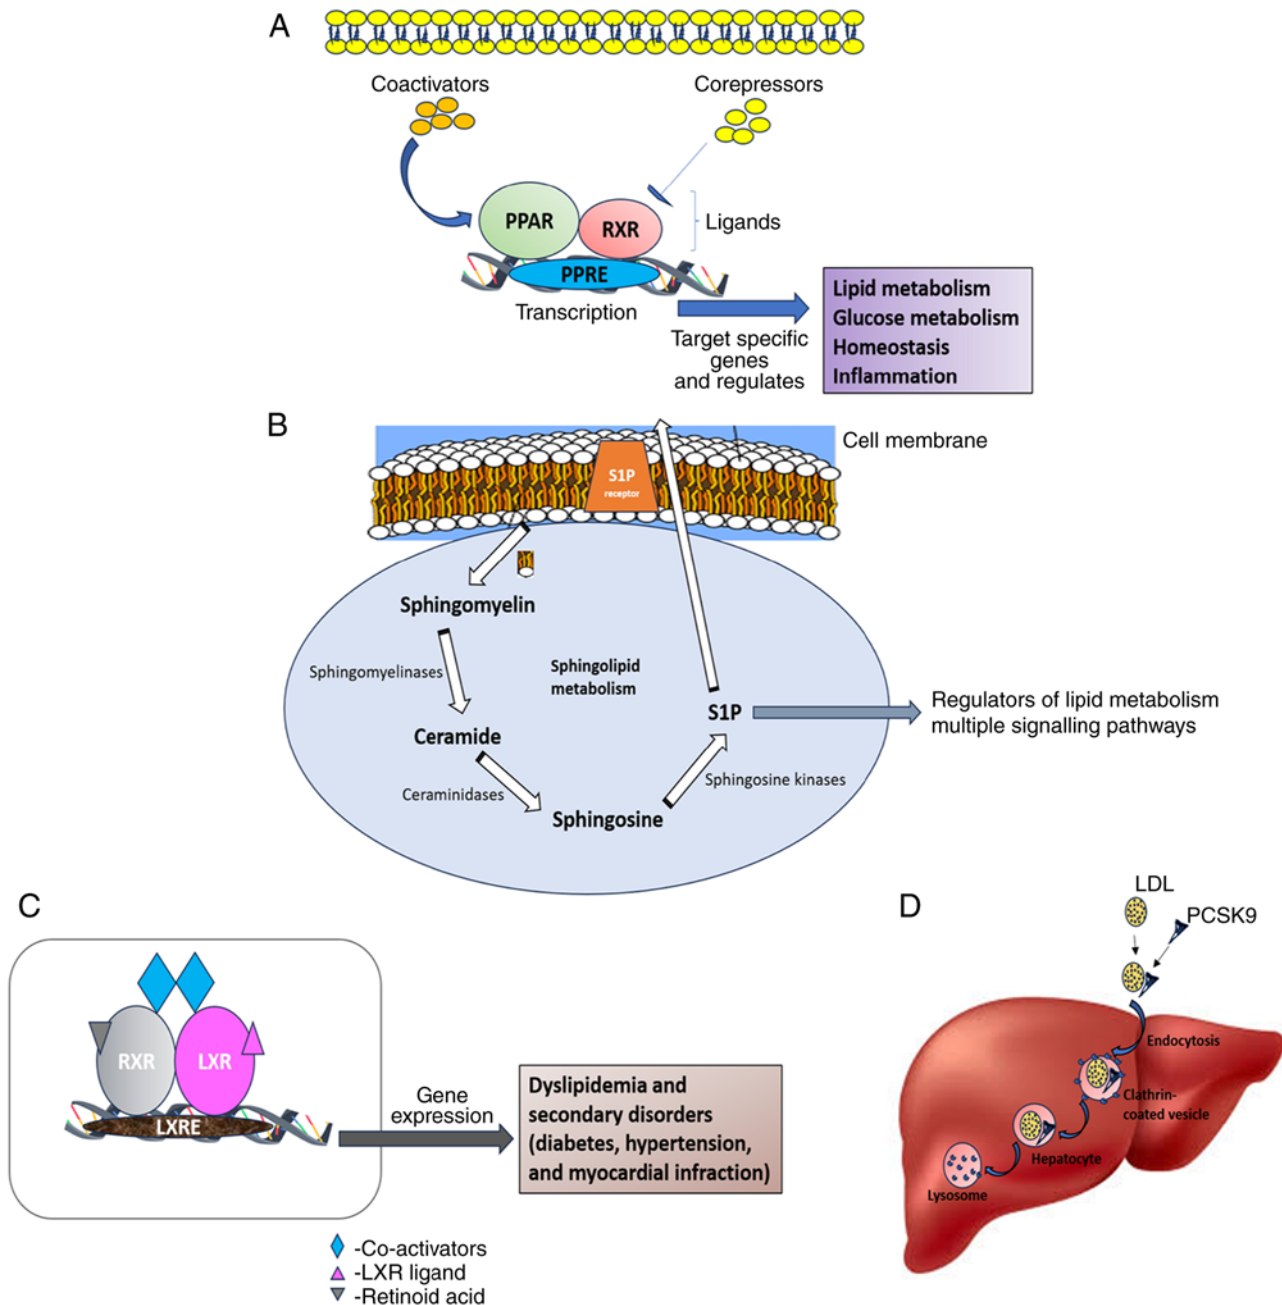 A
Coactivators
Corepressors
PPAR
RXR
Ligands
PPRE
Transcription
Target specific
genes
and regulates
Lipid metabolism
Glucose metabolism
Homeostasis
Inflammation
B
Cell membrane
S1P
receptor
Sphingomyelin
Sphingomyelinases
Sphingolipid
metabolism
Ceramide
S1P
Regulators of lipid metabolism
multiple signalling pathways
Ceraminidases
Sphingosine kinases
Sphingosine
C
RXR
LXR
LXRE
Gene
expression
Dyslipidemia and
secondary disorders
(diabetes, hypertension,
and myocardial infraction)
-Co-activators
-LXR ligand
-Retinoid acid
D
LDL
PCSK9
Endocytosis
Clathrin-
coated vesicle
Hepatocyte
Lysosome